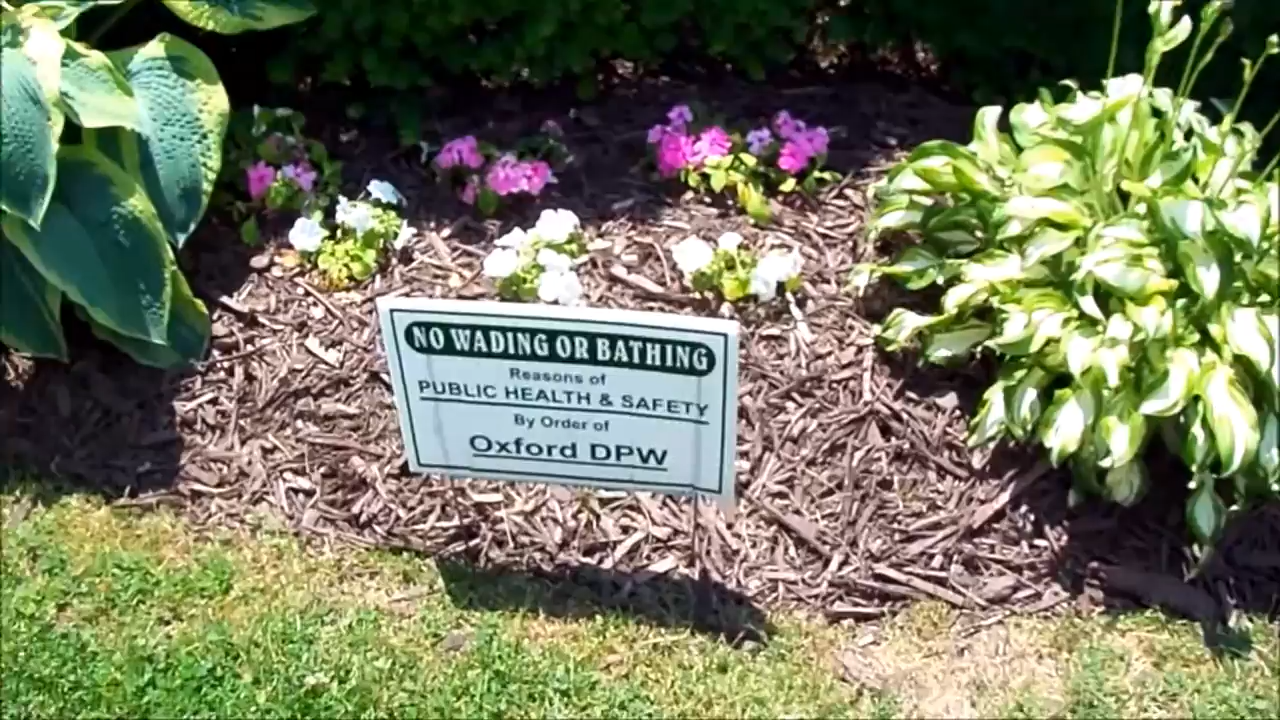 NO WADING OR BATHING
Reasons of
PUBLIC HEALTH & SAFETY
By Order of
Oxford DPW